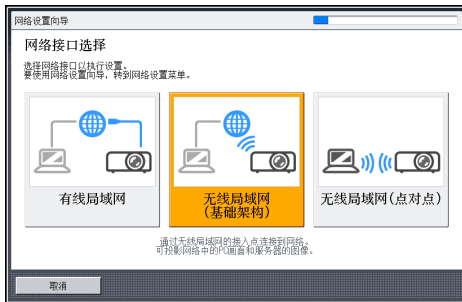 网络设置向导
网络接口选择
选择网络接口以执行设置。
要使用网络设置向导，转到网络设置菜单。
有线局域网
无线局域网
(基础架构)
无线局域网(点对点)
通过无线局域网的接入点连接到网络。
可投影网络中的PC画面和服务器的图像。
取消